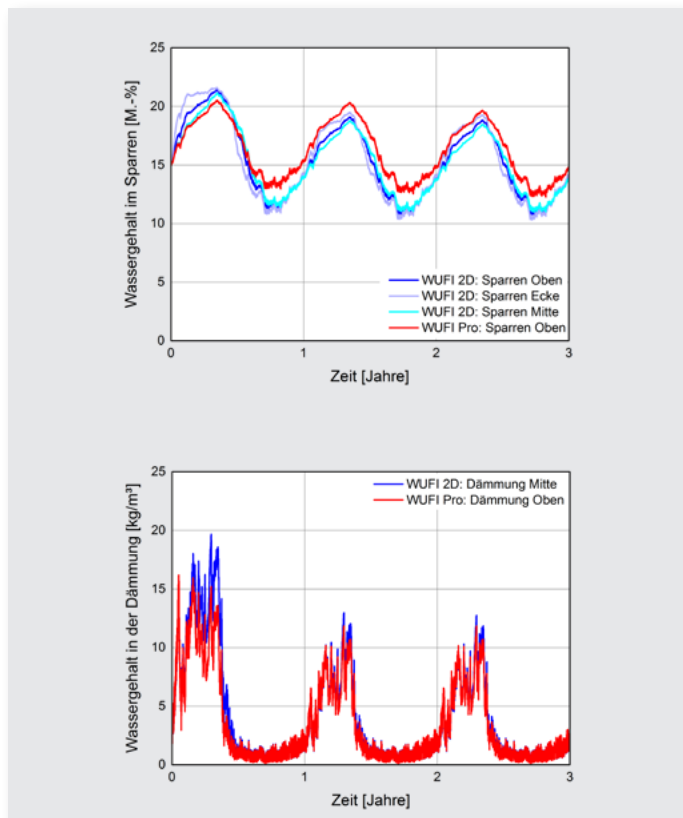 Wassergehalt im Sparren [M.-%]
25
20
15
10
5
0
WUFI 2D: Sparren Oben
WUFI 2D: Sparren Ecke
WUFI 2D: Sparren Mitte
WUFI Pro: Sparren Oben
0 1 2 3
Zeit [Jahre]
Wassergehalt in der Dämmung [kg/m³]
25
20
15
10
5
0
WUFI 2D: Dämmung Mitte
WUFI Pro: Dämmung Oben
0 1 2 3
Zeit [Jahre]